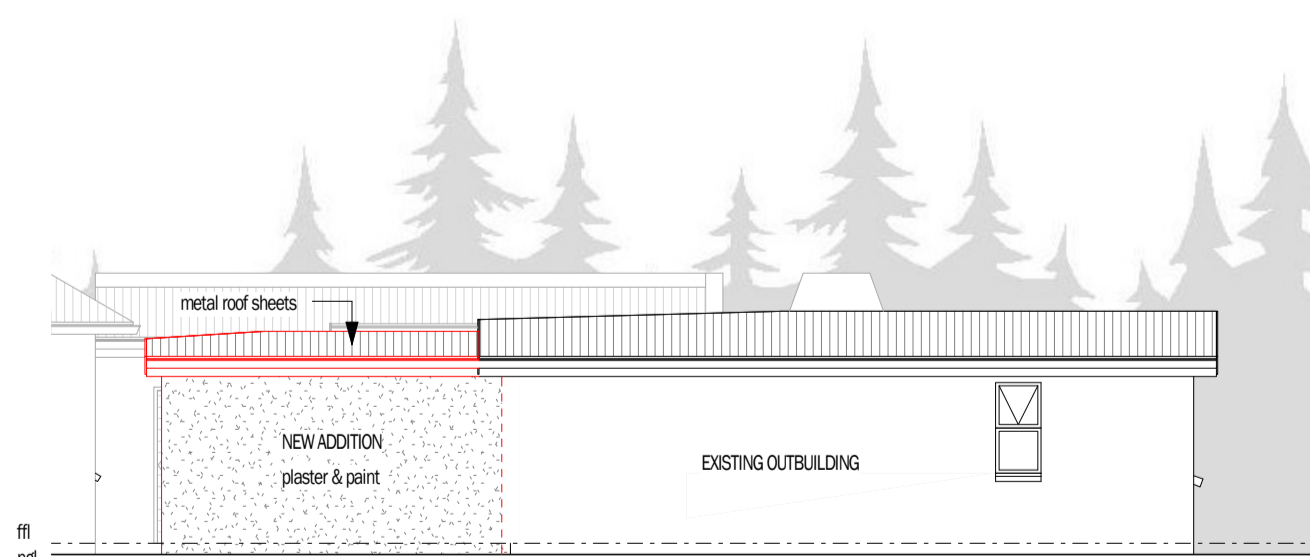 metal roof sheets
NEW ADDITION
plaster & paint
EXISTING OUTBUILDING
ffl